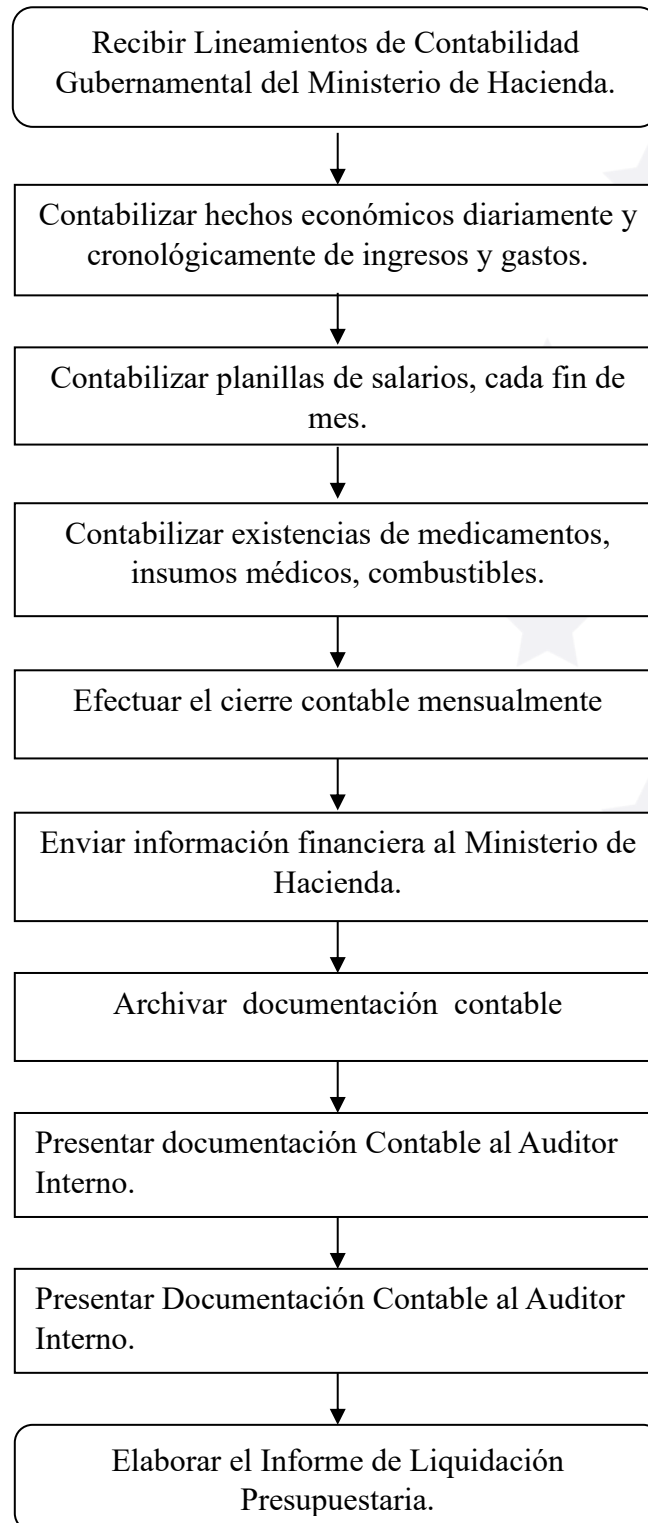 Recibir Lineamientos de Contabilidad
Gubernamental del Ministerio de Hacienda.
Contabilizar hechos económicos diariamente y
cronológicamente de ingresos y gastos.
Contabilizar planillas de salarios, cada fin de
mes.
Contabilizar existencias de medicamentos,
insumos médicos, combustibles.
Efectuar el cierre contable mensualmente
Enviar información financiera al Ministerio de
Hacienda.
Archivar documentación contable
Presentar documentación Contable al Auditor
Interno.
Presentar Documentación Contable al Auditor
Interno.
Elaborar el Informe de Liquidación
Presupuestaria.